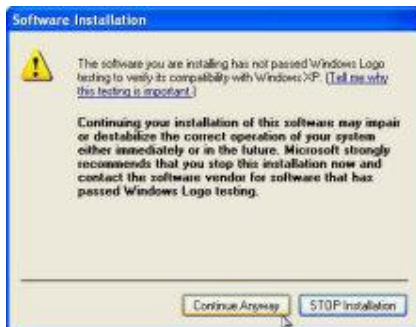 Software Installation
The software you are installing has not passed Windows Logo
testing to verify its compatibility with Windows XP. (Tell me why
this testing is important.)
Continuing your installation of this software may impair
or destabilize the correct operation of your system
either immediately or in the future. Microsoft strongly
recommends that you stop this installation now and
contact the software vendor for software that has
passed Windows Logo testing.
Continue Anyway
STOP Installation